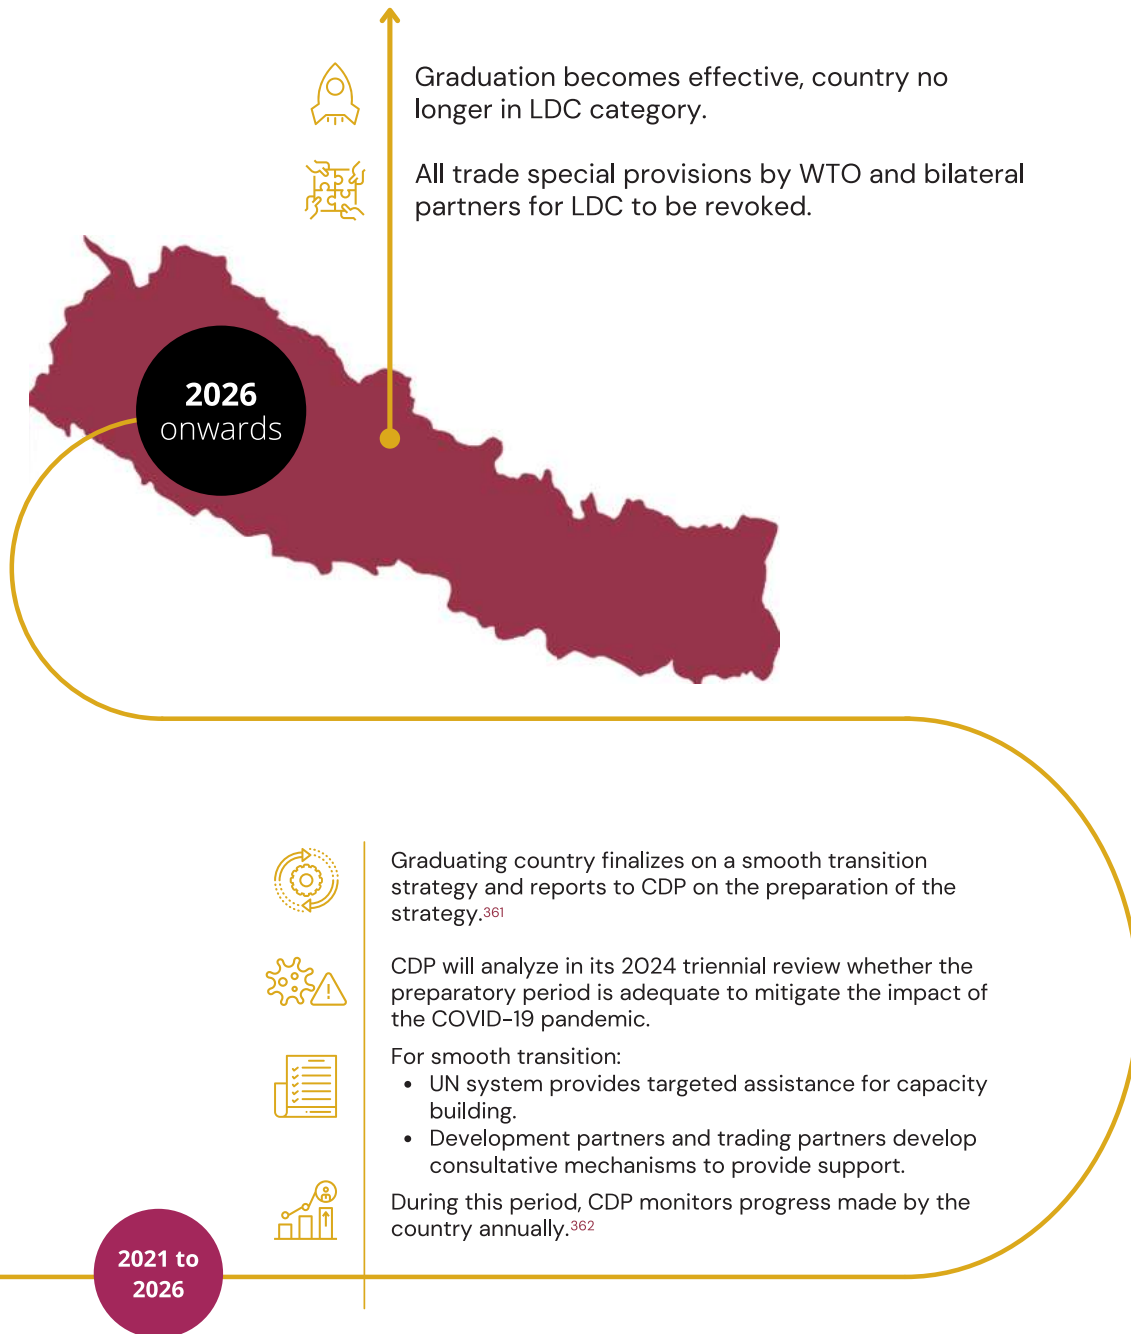 Graduation becomes effective, country no
longer in LDC category.
All trade special provisions by WTO and bilateral
partners for LDC to be revoked.
2026
onwards
Graduating country finalizes on a smooth transition
strategy and reports to CDP on the preparation of the
strategy.361
CDP will analyze in its 2024 triennial review whether the
preparatory period is adequate to mitigate the impact of
the COVID-19 pandemic.
For smooth transition:
• UN system provides targeted assistance for capacity
building.
• Development partners and trading partners develop
consultative mechanisms to provide support.
During this period, CDP monitors progress made by the
country annually.362
2021 to
2026